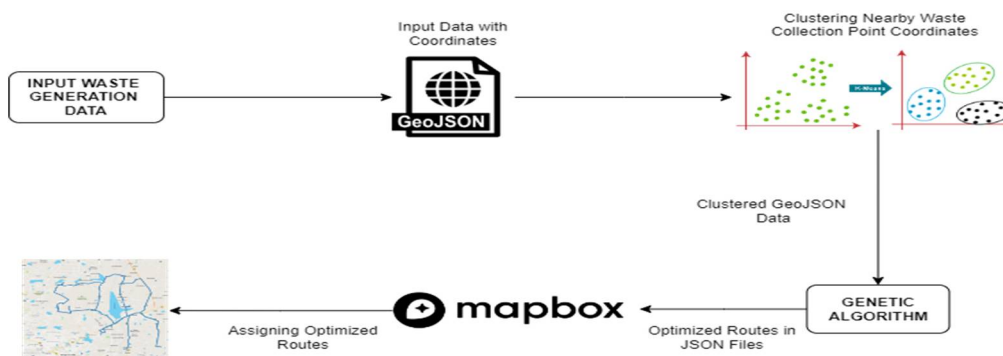 INPUT WASTE
GENERATION
DATA
Input Data with
Coordinates
GeoJSON
Clustering Nearby Waste
Collection Point Coordinates
K-Means
Clustered GeoJSON
Data
GENETIC
ALGORITHM
Optimized Routes in
JSON Files
mapbox
Assigning Optimized
Routes